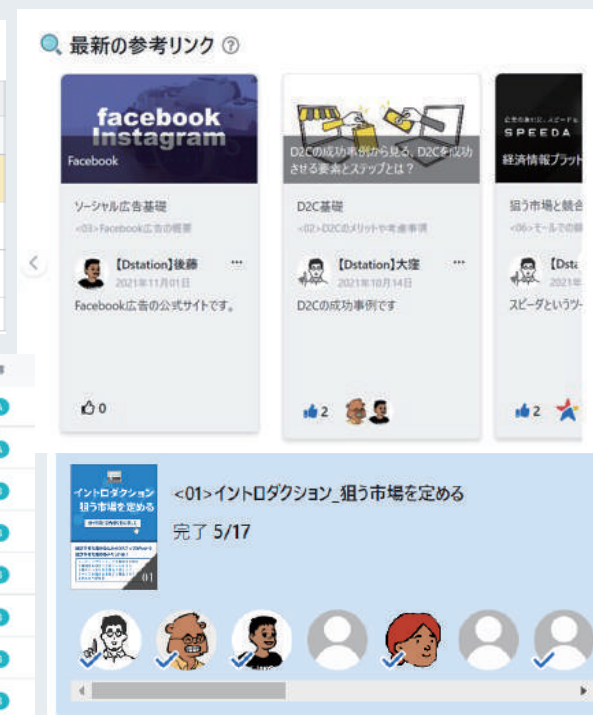 最新の参考リンク ?
facebook
Instagram
Facebook
ソーシャル広告基礎
<03>Facebook広告の概要
【Dstation】後藤 …
2021年11月01日
Facebook広告の公式サイトです。
0
D2Cの成功事例から見る、D2Cを成功
させる要素とステップとは?
D2C基礎
<02>D2Cのメリットや考慮事項
【Dstation】大窪 …
2021年10月14日
D2Cの成功事例です
2
SPEEDA
経済情報プラット
狙う市場と競合
<06>モールでの競
【Dsta
2021年
スピーダというツー
2
イントロダクション
狙う市場を定める
01
<01>イントロダクション_狙う市場を定める
完了 5/17